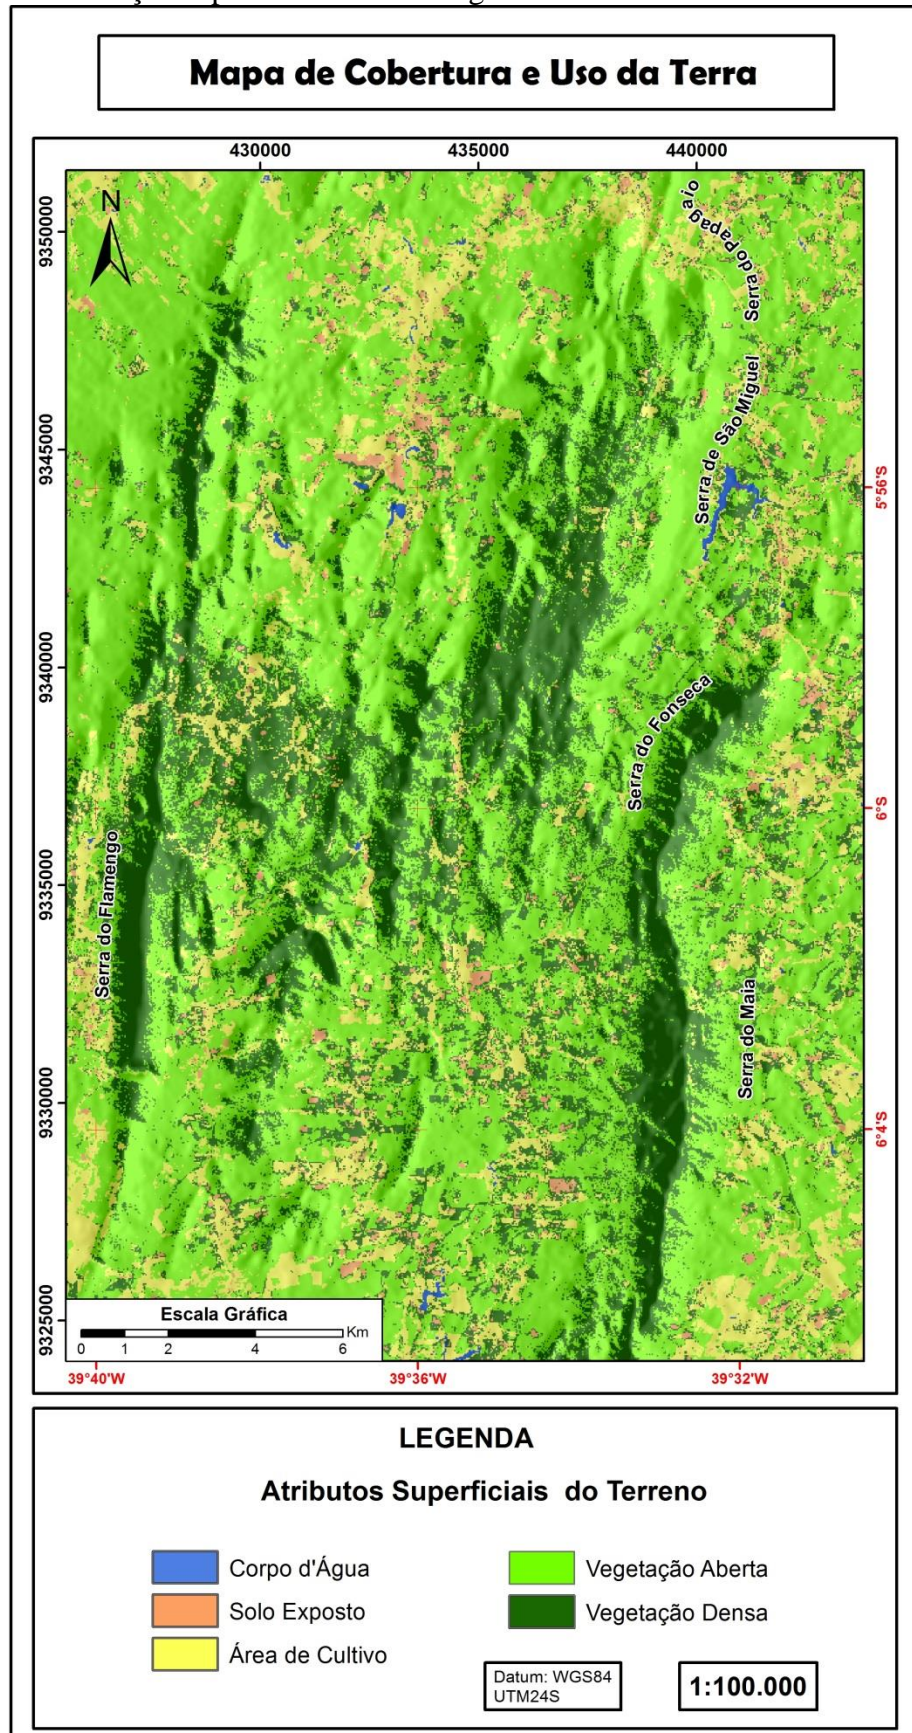 Mapa de Cobertura e Uso da Terra
430000 435000 440000
N
9350000
9345000
9340000
9335000
9330000
9325000
Serra do Papagaio
Serra de São Miguel
Serra do Fonseca
Serra do Flamengo
Serra do Maia
5°56'S
6°S
6°4'S
Escala Gráfica
Km
0 1 2 4 6
39°40'W 39°36'W 39°32'W
LEGENDA
Atributos Superficiais do Terreno
Corpo d'Água
Solo Exposto
Área de Cultivo
Vegetação Aberta
Vegetação Densa
Datum: WGS84
UTM24S
1:100.000